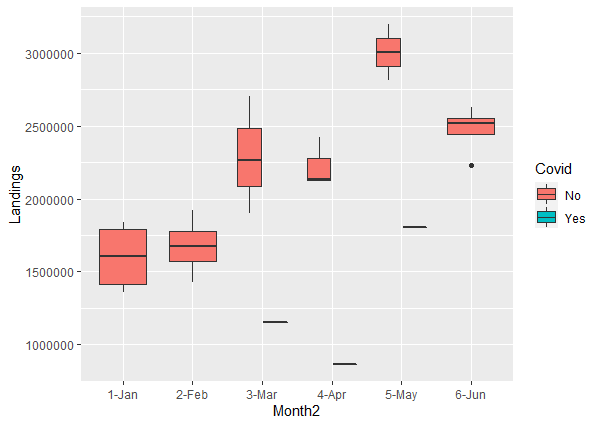 3000000
2500000
2000000
1500000
1000000
Landings
1-Jan 2-Feb 3-Mar 4-Apr 5-May 6-Jun
Month2
Covid
No
Yes